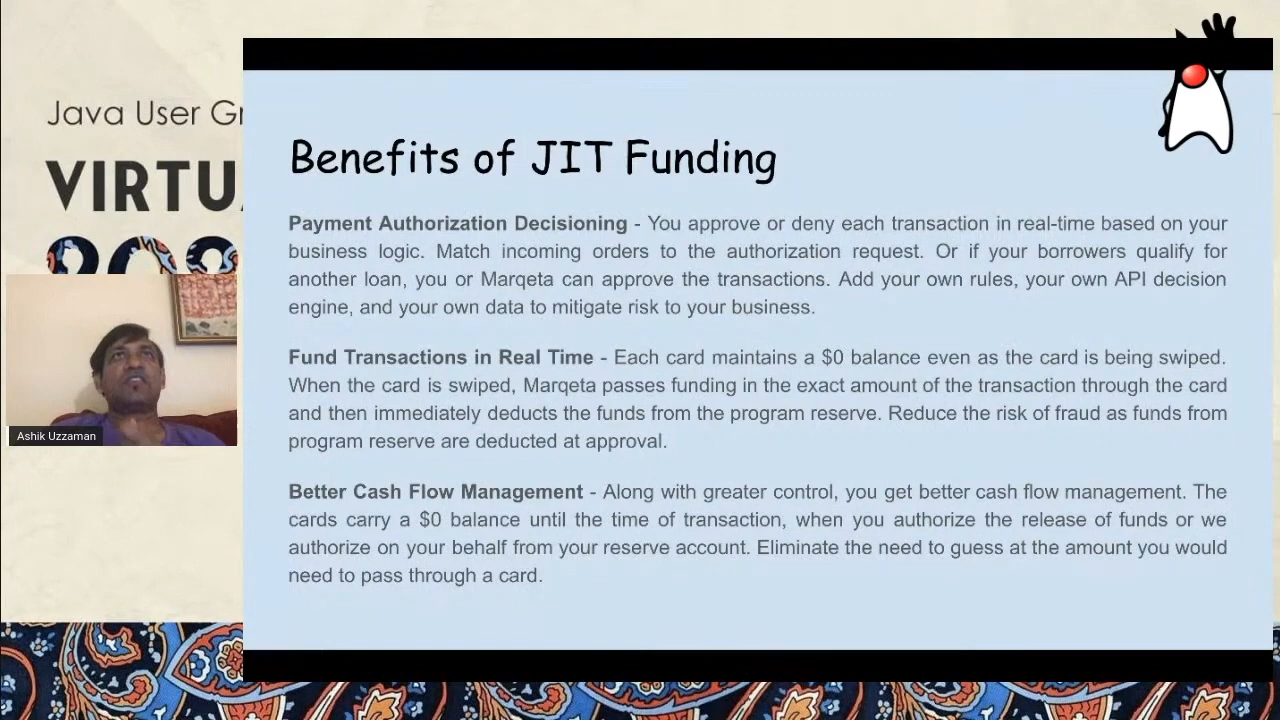 Java User Gr
VIRTUA
Benefits of JIT Funding
Payment Authorization Decisioning - You approve or deny each transaction in real-time based on your
business logic. Match incoming orders to the authorization request. Or if your borrowers qualify for
another loan, you or Marqeta can approve the transactions. Add your own rules, your own API decision
engine, and your own data to mitigate risk to your business.
Fund Transactions in Real Time - Each card maintains a $0 balance even as the card is being swiped.
When the card is swiped, Marqeta passes funding in the exact amount of the transaction through the card
and then immediately deducts the funds from the program reserve. Reduce the risk of fraud as funds from
program reserve are deducted at approval.
Better Cash Flow Management - Along with greater control, you get better cash flow management. The
cards carry a $0 balance until the time of transaction, when you authorize the release of funds or we
authorize on your behalf from your reserve account. Eliminate the need to guess at the amount you would
need to pass through a card.
Ashik Uzzaman